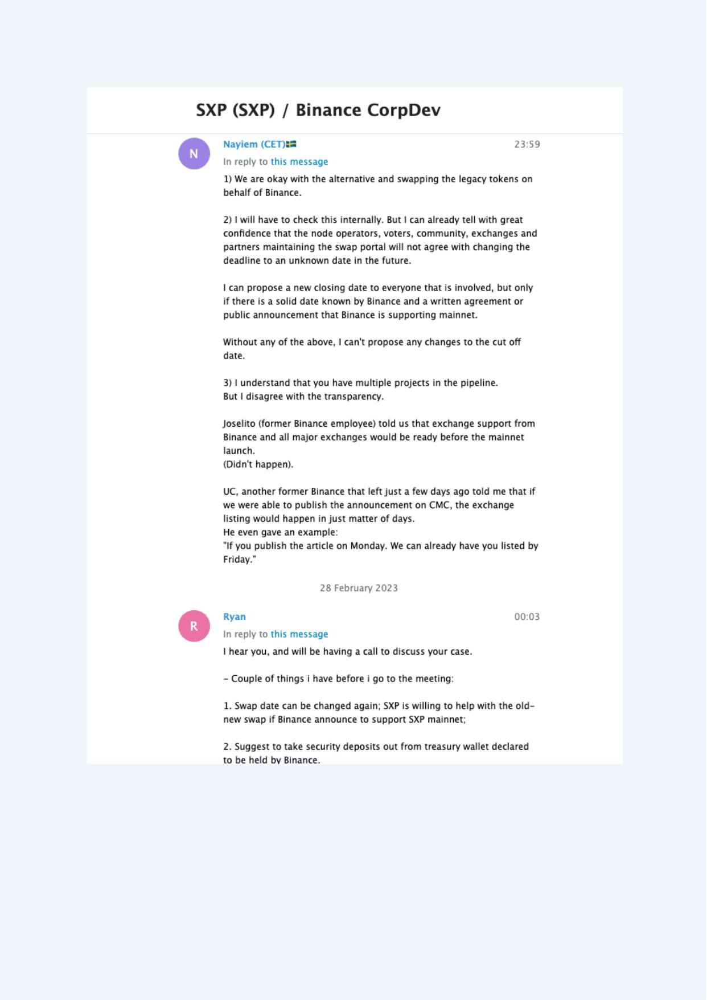 SXP (SXP) / Binance CorpDev
N
Nayiem (CET)🇸🇪
23:59
In reply to this message
1) We are okay with the alternative and swapping the legacy tokens on
behalf of Binance.
2) I will have to check this internally. But I can already tell with great
confidence that the node operators, voters, community, exchanges and
partners maintaining the swap portal will not agree with changing the
deadline to an unknown date in the future.
I can propose a new closing date to everyone that is involved, but only
if there is a solid date known by Binance and a written agreement or
public announcement that Binance is supporting mainnet.
Without any of the above, I can't propose any changes to the cut off
date.
3) I understand that you have multiple projects in the pipeline.
But I disagree with the transparency.
Joselito (former Binance employee) told us that exchange support from
Binance and all major exchanges would be ready before the mainnet
launch.
(Didn't happen).
UC, another former Binance that left just a few days ago told me that if
we were able to publish the announcement on CMC, the exchange
listing would happen in just matter of days.
He even gave an example:
"If you publish the article on Monday. We can already have you listed by
Friday."
28 February 2023
R
Ryan
00:03
In reply to this message
I hear you, and will be having a call to discuss your case.
- Couple of things i have before i go to the meeting:
1. Swap date can be changed again; SXP is willing to help with the old-
new swap if Binance announce to support SXP mainnet;
2. Suggest to take security deposits out from treasury wallet declared
to be held by Binance.